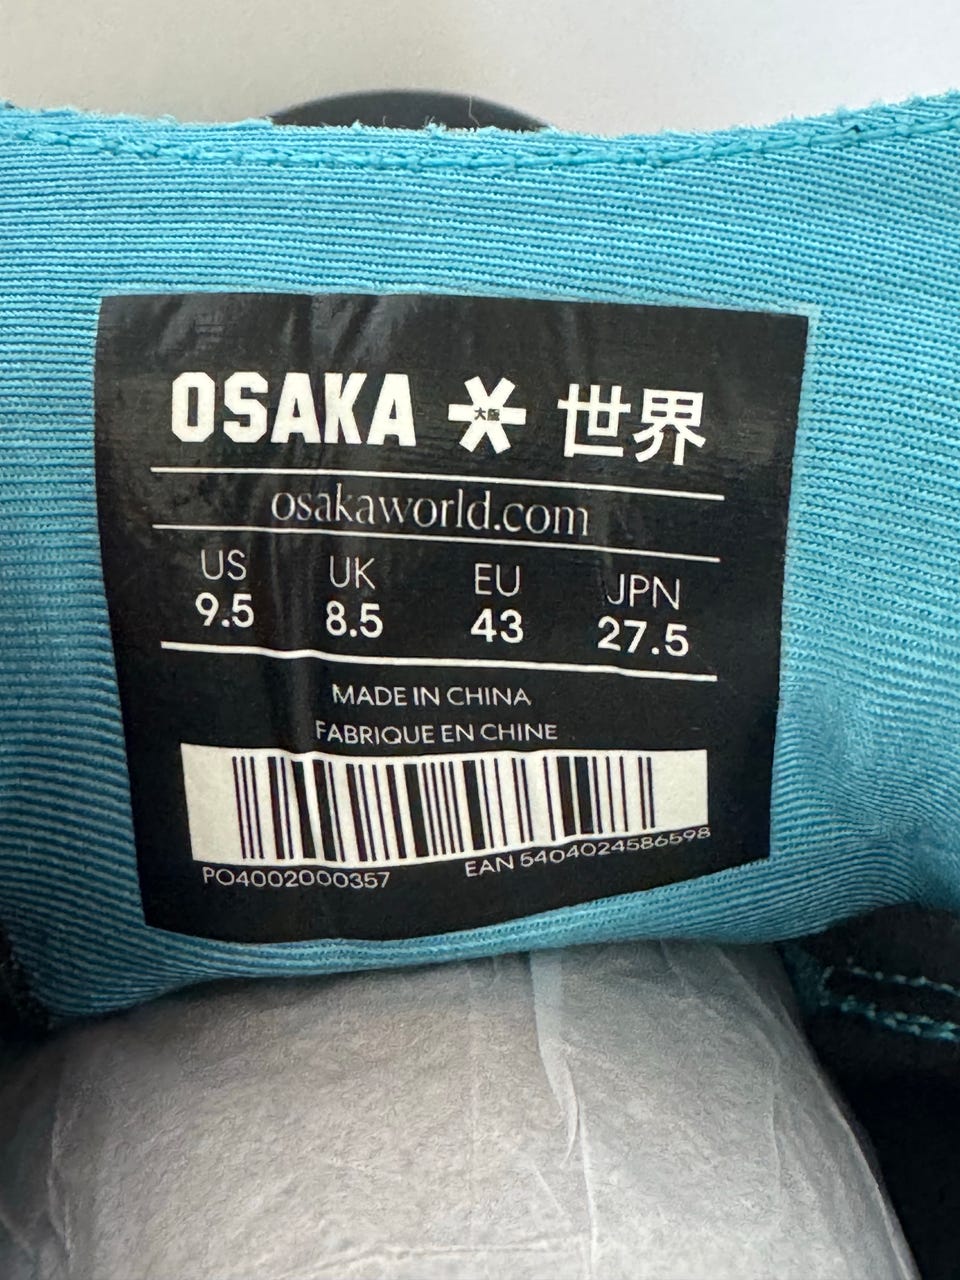 OSAKA 大阪 世界
osakaworld.com
US UK EU JPN
9.5 8.5 43 27.5
MADE IN CHINA
FABRIQUE EN CHINE
PO4002000357 EAN 5404024586598